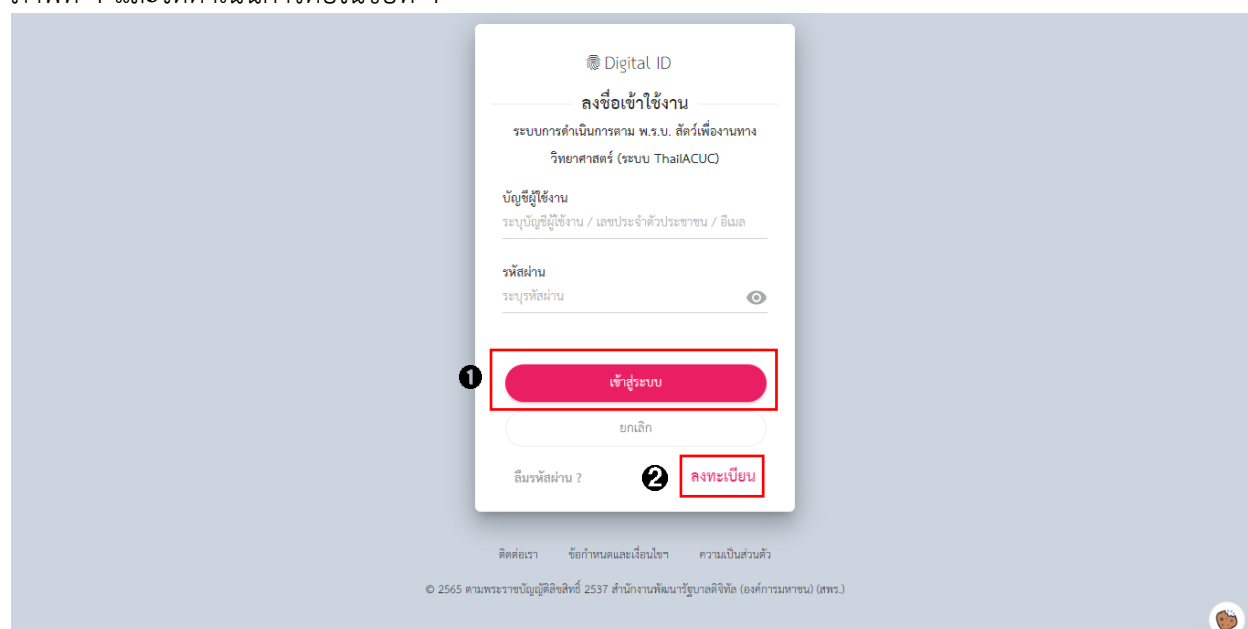 Digital ID
ลงชื่อเข้าใช้งาน
ระบบการดำเนินการตาม พ.ร.บ. สัตว์เพื่องานทาง
วิทยาศาสตร์ (ระบบ ThaiIACUC)
บัญชีผู้ใช้งาน
ระบุบัญชีผู้ใช้งาน / เลขประจำตัวประชาชน / อีเมล
รหัสผ่าน
ระบุรหัสผ่าน
1 เข้าสู่ระบบ
ยกเลิก
ลืมรหัสผ่าน ? 2 ลงทะเบียน
ติดต่อเรา ข้อกำหนดและเงื่อนไขฯ ความเป็นส่วนตัว
© 2565 ตามพระราชบัญญัติลิขสิทธิ์ 2537 สำนักงานพัฒนารัฐบาลดิจิทัล (องค์การมหาชน) (สพร.)